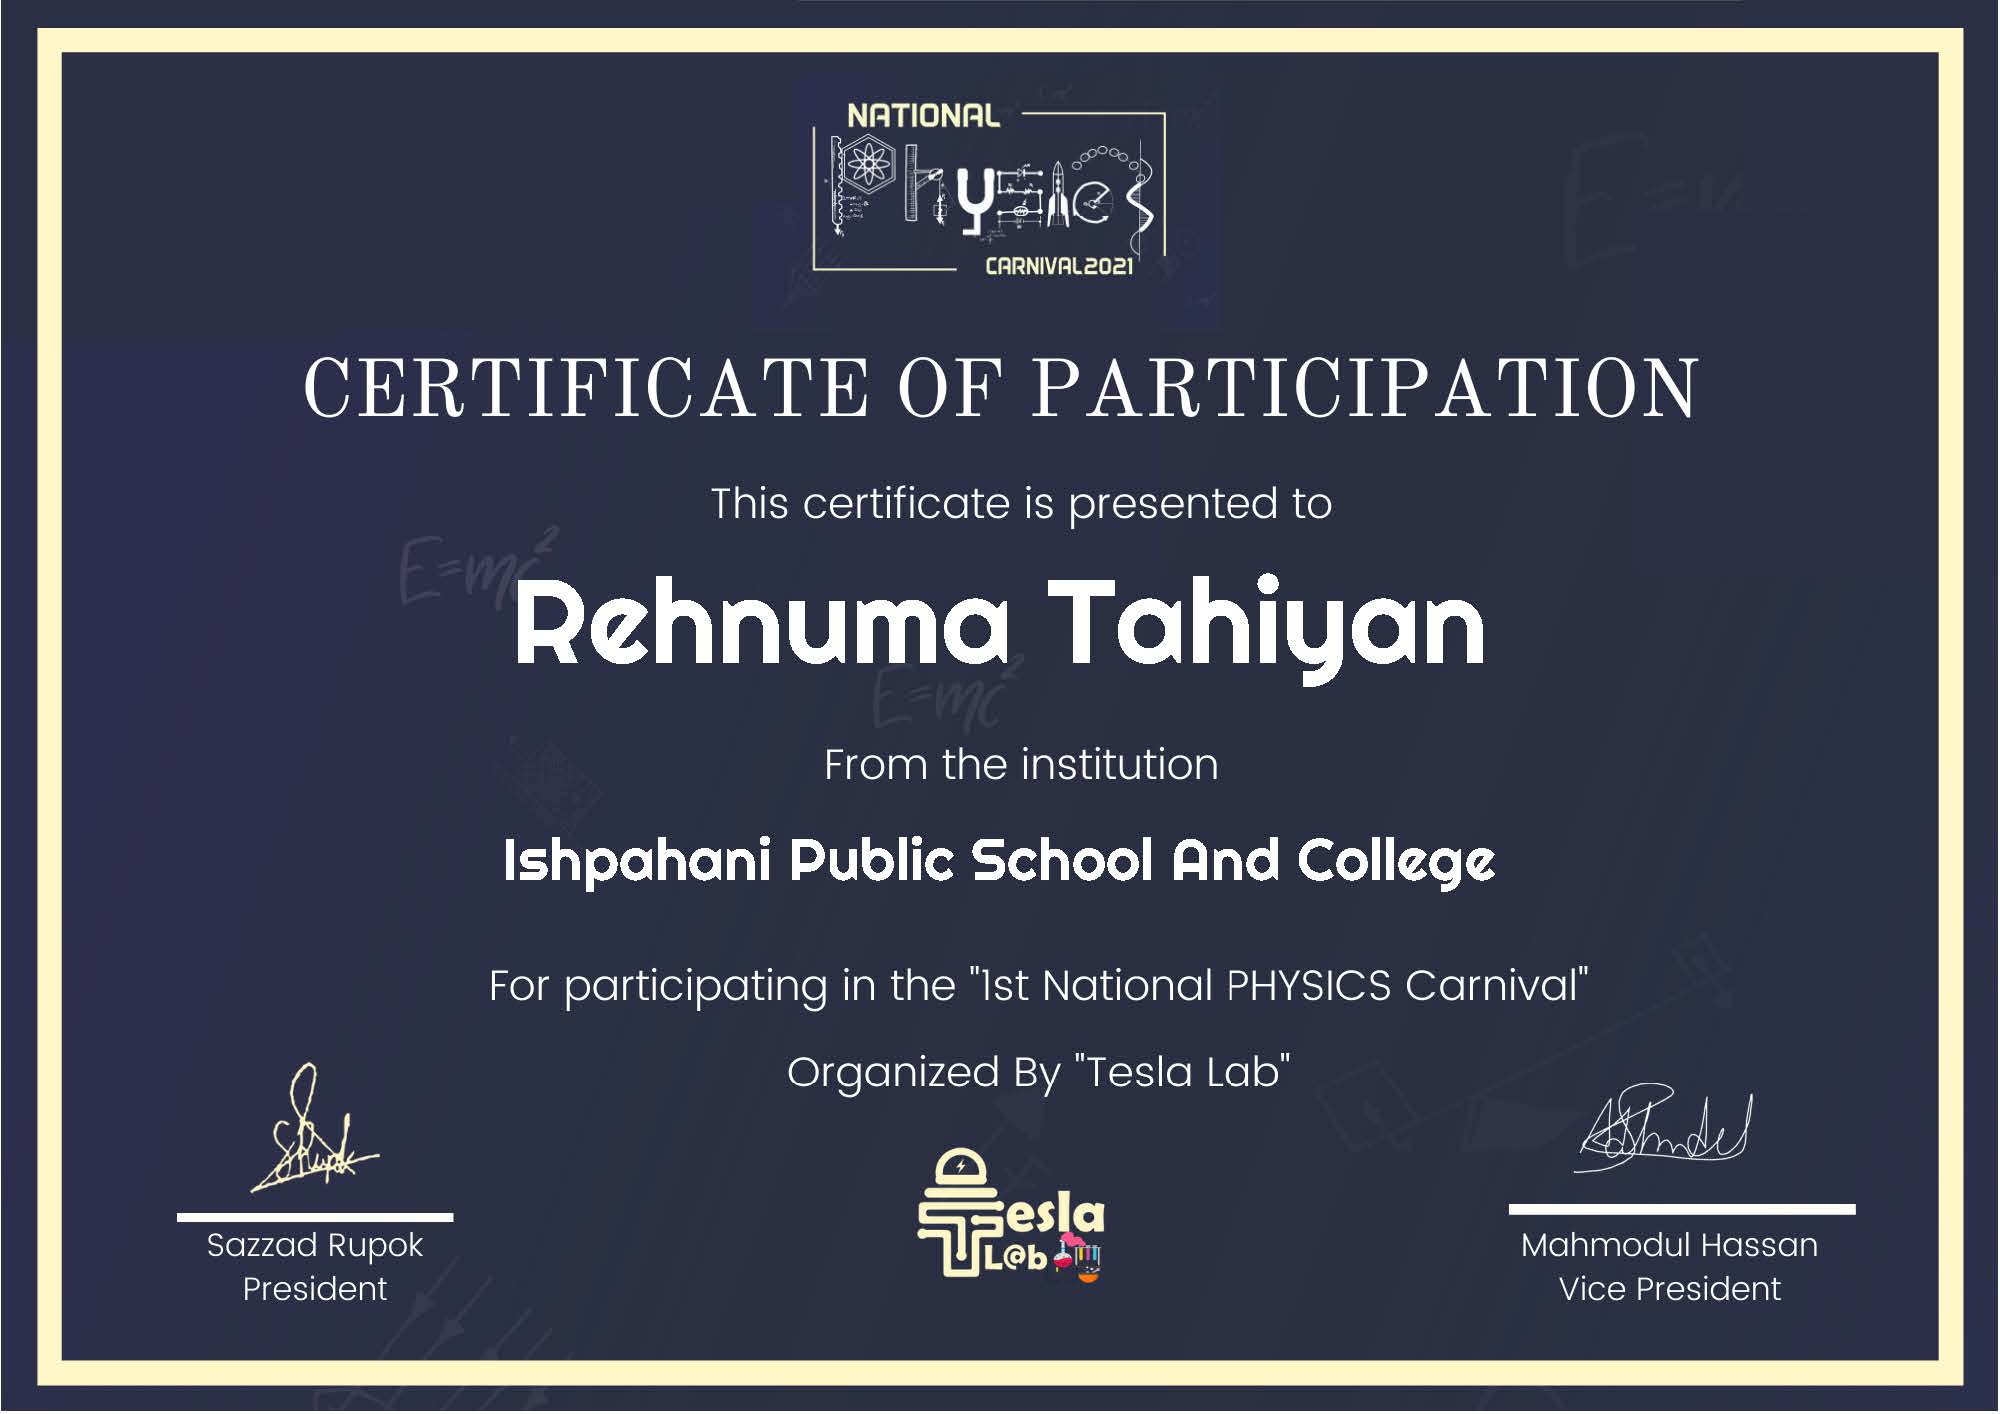 NATIONAL
Physics
CARNIVAL2021
CERTIFICATE OF PARTICIPATION
This certificate is presented to
E=mc²
Rehnuma Tahiyan
E=mc²
From the institution
Ishpahani Public School And College
For participating in the "1st National PHYSICS Carnival"
Organized By "Tesla Lab"
Tesla
L@b
Sazzad Rupok
President
Mahmodul Hassan
Vice President